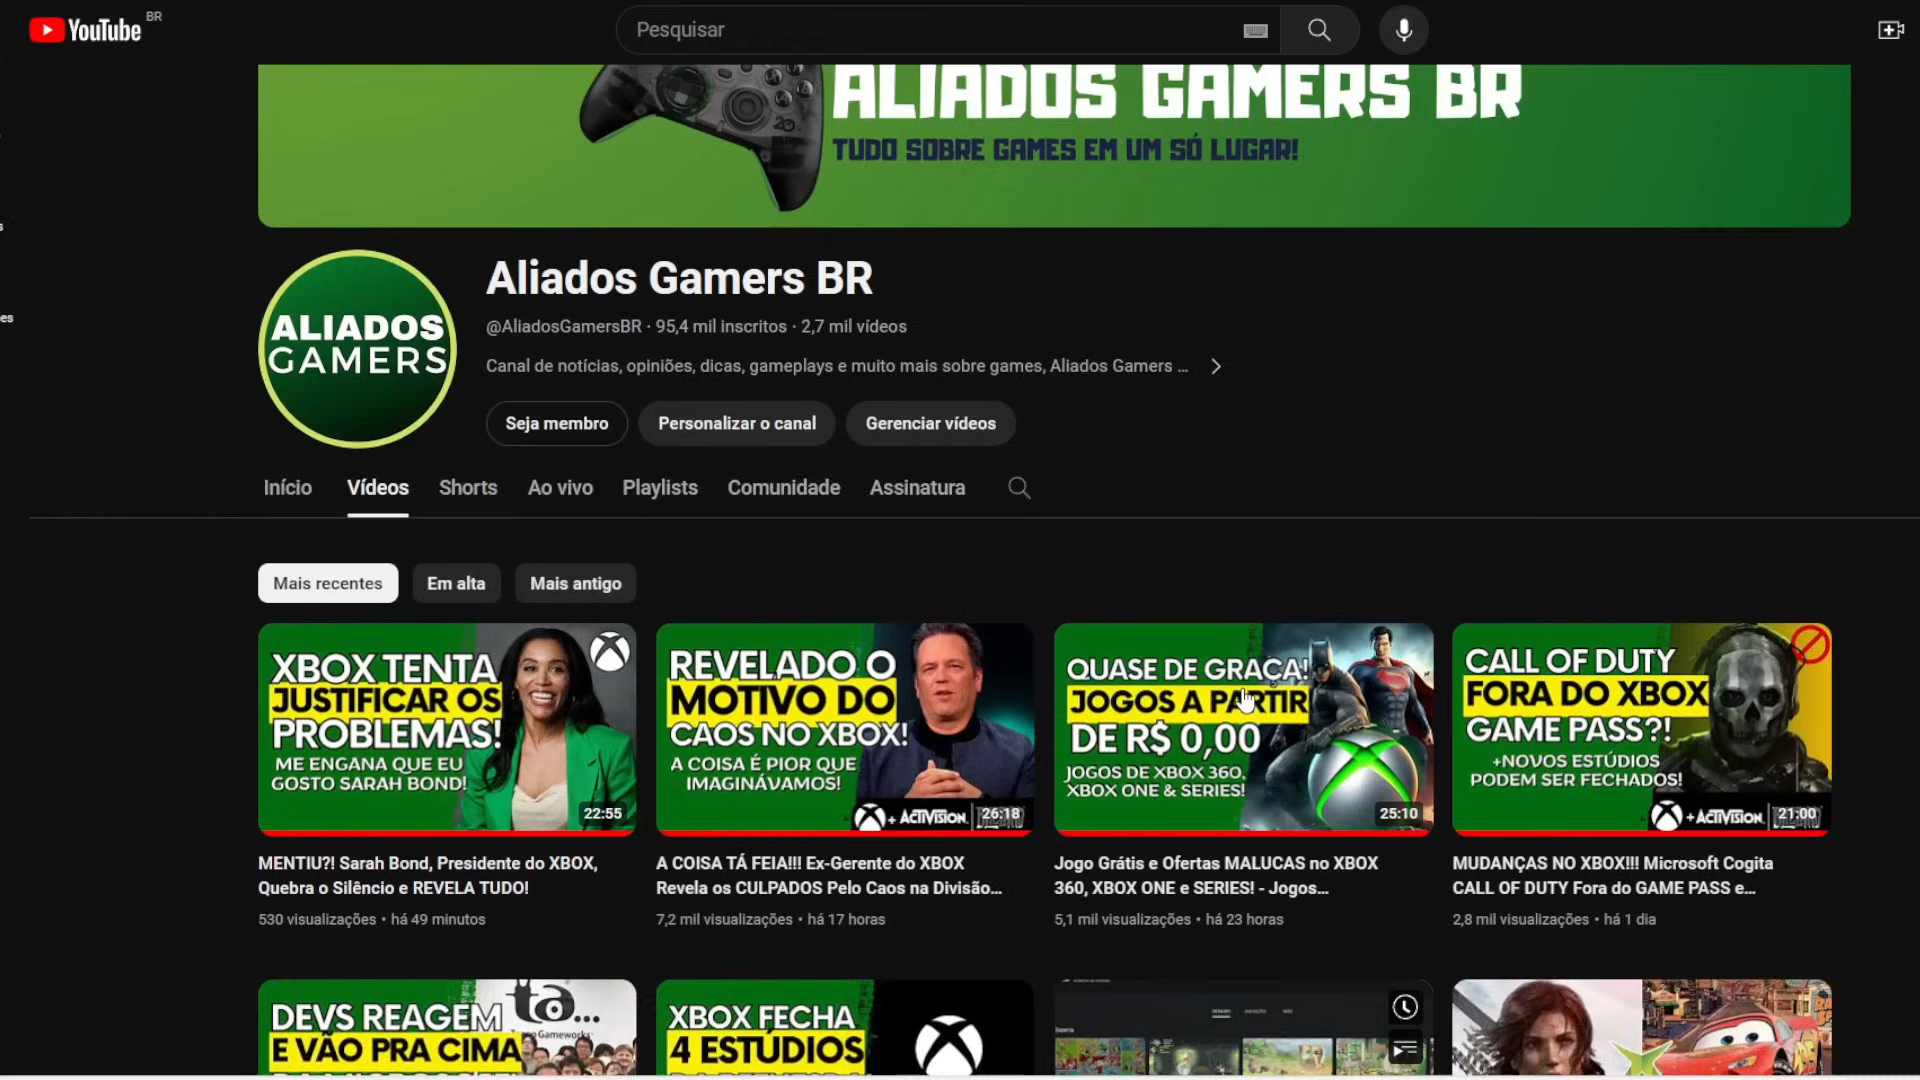 YouTube BR
Pesquisar
ALIADOS GAMERS BR
TUDO SOBRE GAMES EM UM SÓ LUGAR!
ALIADOS
GAMERS
Aliados Gamers BR
@AliadosGamersBR · 95,4 mil inscritos · 2,7 mil vídeos
Canal de notícias, opiniões, dicas, gameplays e muito mais sobre games, Aliados Gamers ...
Seja membro
Personalizar o canal
Gerenciar vídeos
es
Início
Vídeos
Shorts
Ao vivo
Playlists
Comunidade
Assinatura
Mais recentes
Em alta
Mais antigo
XBOX TENTA
JUSTIFICAR OS
PROBLEMAS!
ME ENGANA QUE EU
GOSTO SARAH BOND!
22:55
MENTIU?! Sarah Bond, Presidente do XBOX,
Quebra o Silêncio e REVELA TUDO!
530 visualizações • há 49 minutos
REVELADO O
MOTIVO DO
CAOS NO XBOX!
A COISA É PIOR QUE
IMAGINÁVAMOS!
+ ACTIVISION
26:18
A COISA TÁ FEIA!!! Ex-Gerente do XBOX
Revela os CULPADOS Pelo Caos na Divisão...
7,2 mil visualizações • há 17 horas
QUASE DE GRAÇA!
JOGOS A PARTIR
DE R$ 0,00
JOGOS DE XBOX 360,
XBOX ONE & SERIES!
25:10
Jogo Grátis e Ofertas MALUCAS no XBOX
360, XBOX ONE e SERIES! - Jogos...
5,1 mil visualizações • há 23 horas
CALL OF DUTY
FORA DO XBOX
GAME PASS?!
+NOVOS ESTÚDIOS
PODEM SER FECHADOS!
+ ACTIVISION
21:00
MUDANÇAS NO XBOX!!! Microsoft Cogita
CALL OF DUTY Fora do GAME PASS e...
2,8 mil visualizações • há 1 dia
DEVS REAGEM
E VÃO PRA CIMA
XBOX FECHA
4 ESTÚDIOS